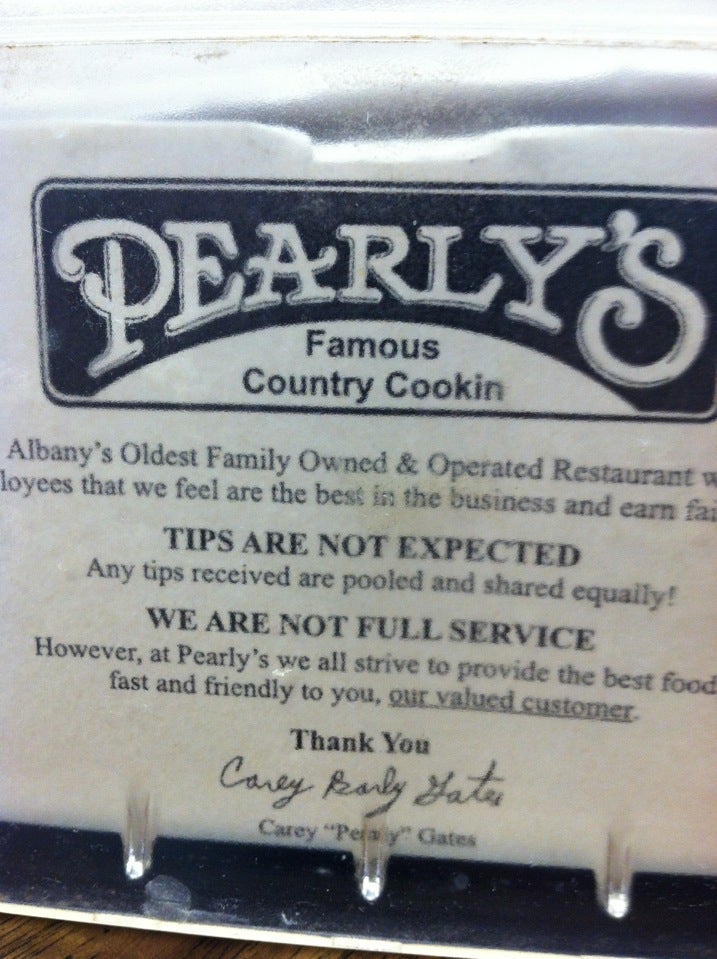 PEARLY'S
Famous
Country Cookin
Albany's Oldest Family Owned & Operated Restaurant
that we feel are the best in the business and earn
TIPS ARE NOT EXPECTED
Any tips received are pooled and shared equally!
WE ARE NOT FULL SERVICE
However, at Pearly's we all strive to provide the best food
fast and friendly to you, our valued customer.
Thank You
Carey Pearly Gates
Carey "Pearly" Gates